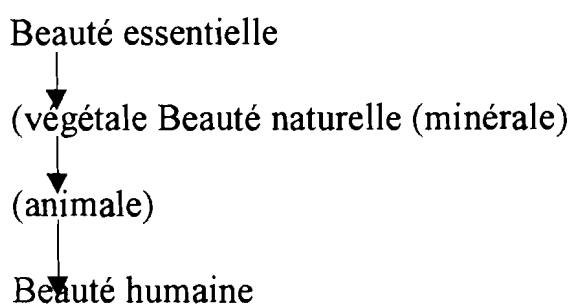 Beauté essentielle
(végétale Beauté naturelle (minérale)
(animale)
Beauté humaine